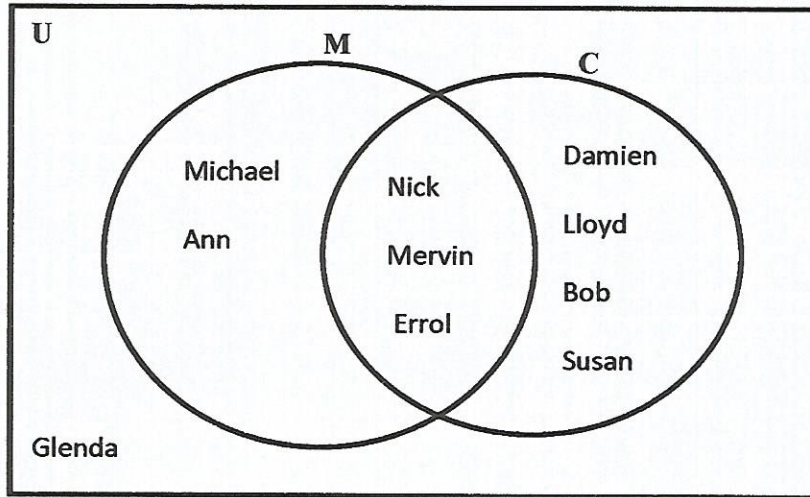 U
M
C
Michael
Ann
Nick
Mervin
Errol
Damien
Lloyd
Bob
Susan
Glenda